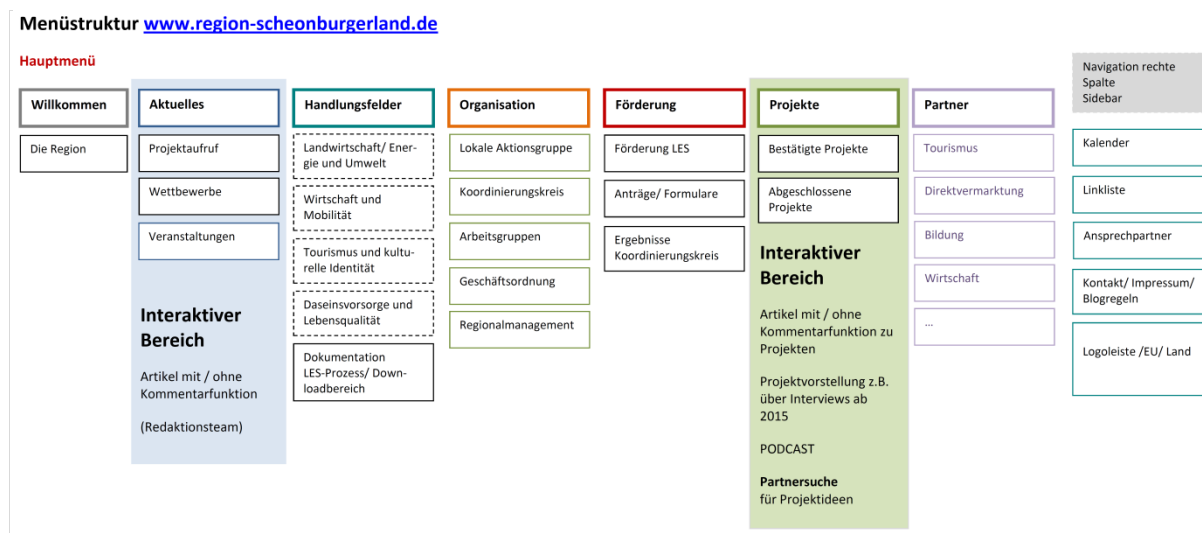 Menüstruktur www.region-scheonburgerland.de
Hauptmenü
Willkommen
Die Region
Aktuelles
Projektaufruf
Wettbewerbe
Veranstaltungen
Interaktiver
Bereich
Artikel mit / ohne
Kommentarfunktion
(Redaktionsteam)
Handlungsfelder
Landwirtschaft/ Ener-
gie und Umwelt
Wirtschaft und
Mobilität
Tourismus und kultu-
relle Identität
Daseinsvorsorge und
Lebensqualität
Dokumentation
LES-Prozess/ Down-
loadbereich
Organisation
Lokale Aktionsgruppe
Koordinierungskreis
Arbeitsgruppen
Geschäftsordnung
Regionalmanagement
Förderung
Förderung LES
Anträge/ Formulare
Ergebnisse
Koordinierungskreis
Projekte
Bestätigte Projekte
Abgeschlossene
Projekte
Interaktiver
Bereich
Artikel mit / ohne
Kommentarfunktion zu
Projekten
Projektvorstellung z.B.
über Interviews ab
2015
PODCAST
Partnersuche
für Projektideen
Partner
Tourismus
Direktvermarktung
Bildung
Wirtschaft
...
Navigation rechte
Spalte
Sidebar
Kalender
Linkliste
Ansprechpartner
Kontakt/ Impressum/
Blogregeln
Logoleiste /EU/ Land